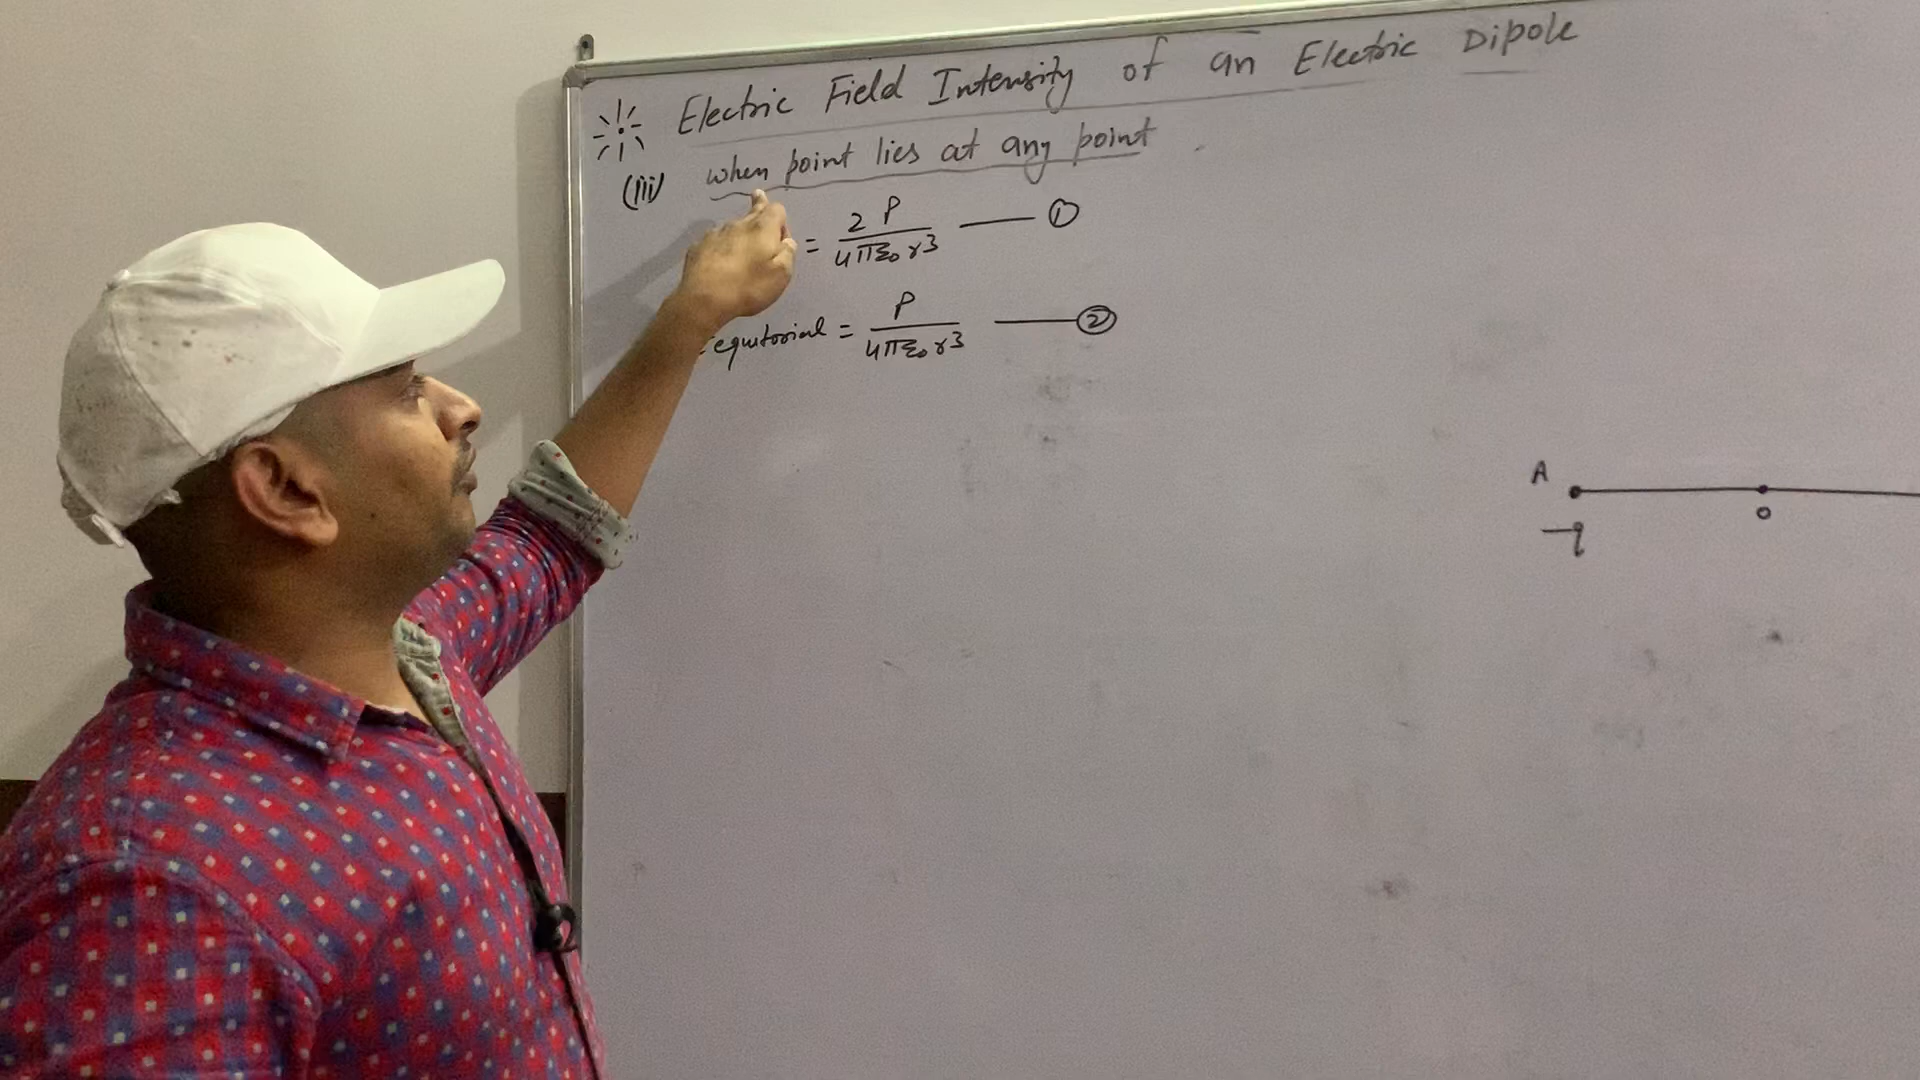 Electric Field Intensity of an Electric Dipole
(iii) when point lies at any point
= 2P / 4πε₀r³ —— ①
equitorial = P / 4πε₀r³ —— ②
A
O
-q